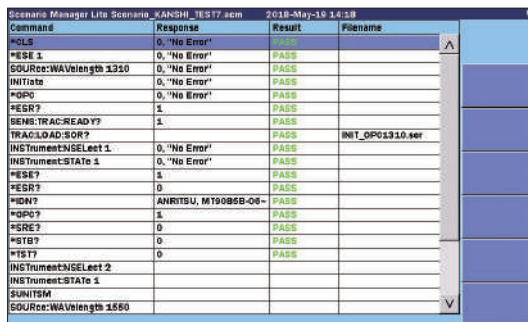 Scenario Manager Lite Scenario_KANSHI_TEST7.acm 2018-May-19 14:18
Command Response Result Filename
*CLS 0, "No Error" PASS
*ESE 1 0, "No Error" PASS
SOURce:WAVelength 1310 0, "No Error" PASS
INITiate 0, "No Error" PASS
*OPC 0, "No Error" PASS
*ESR? 1 PASS
SENS:TRAC:READY? 1 PASS
TRAC:LOAD:SOR? PASS INIT_OPC1310.sor
INSTrument:NSELect 1 0, "No Error" PASS
INSTrument:STATe 1 0, "No Error" PASS
*ESE? 1 PASS
*ESR? 0 PASS
*IDN? ANRITSU, MT9085B-06~ PASS
*OPC? 1 PASS
*SRE? 0 PASS
*STB? 0 PASS
*TST? 0 PASS
INSTrument:NSELect 2
INSTrument:STATe 1
SUNITSM
SOURce:WAVelength 1550